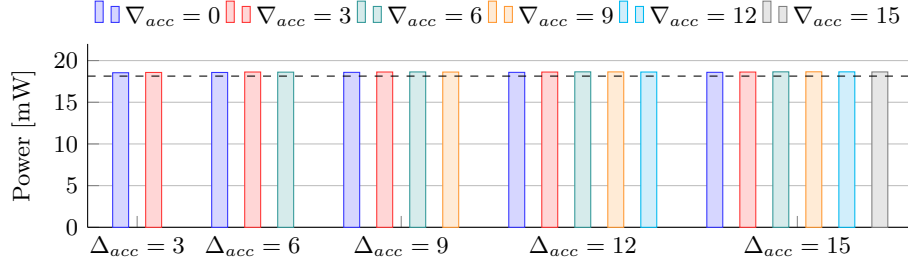 ∇acc = 0 ∇acc = 3 ∇acc = 6 ∇acc = 9 ∇acc = 12 ∇acc = 15
Power [mW]
20
15
10
5
0
Δacc = 3 Δacc = 6 Δacc = 9 Δacc = 12 Δacc = 15